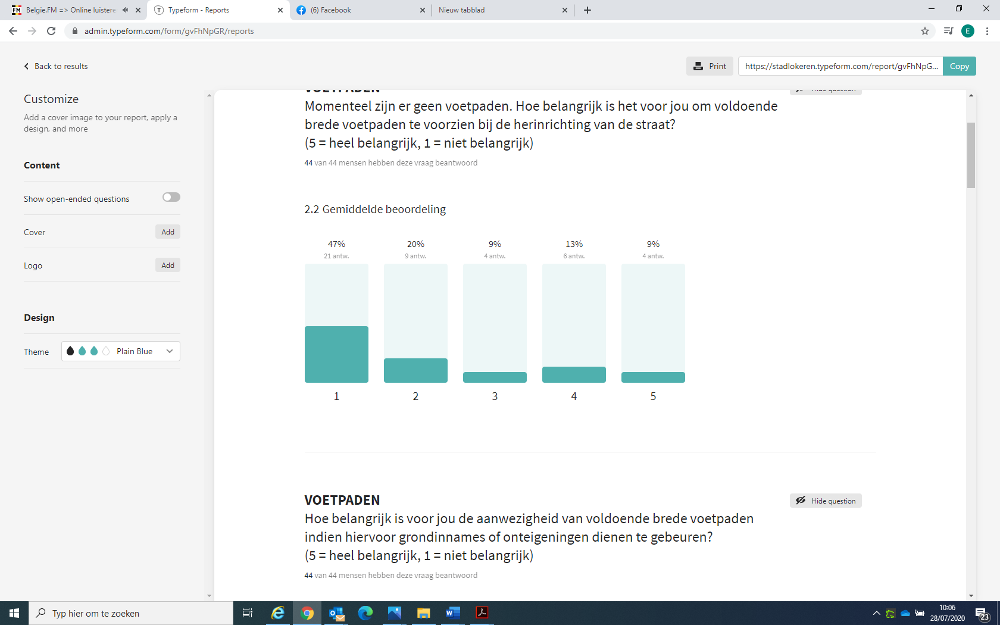 FM Belgie.FM => Online luistere
T Typeform - Reports
(6) Facebook
Nieuw tabblad
admin.typeform.com/form/gvFhNpGR/reports
E
Back to results
Print
https://stadlokeren.typeform.com/report/gvFhNpG...
Copy
Customize
Add a cover image to your report, apply a
design, and more
Content
Show open-ended questions
Cover
Add
Logo
Add
Design
Theme
Plain Blue
VOETPADEN
Hide question
Momenteel zijn er geen voetpaden. Hoe belangrijk is het voor jou om voldoende
brede voetpaden te voorzien bij de herinrichting van de straat?
(5 = heel belangrijk, 1 = niet belangrijk)
44 van 44 mensen hebben deze vraag beantwoord
2.2 Gemiddelde beoordeling
47% 20% 9% 13% 9%
21 antw. 9 antw. 4 antw. 6 antw. 4 antw.
1 2 3 4 5
VOETPADEN
Hide question
Hoe belangrijk is voor jou de aanwezigheid van voldoende brede voetpaden
indien hiervoor grondinnames of onteigeningen dienen te gebeuren?
(5 = heel belangrijk, 1 = niet belangrijk)
44 van 44 mensen hebben deze vraag beantwoord
Typ hier om te zoeken
10:06
28/07/2020
23